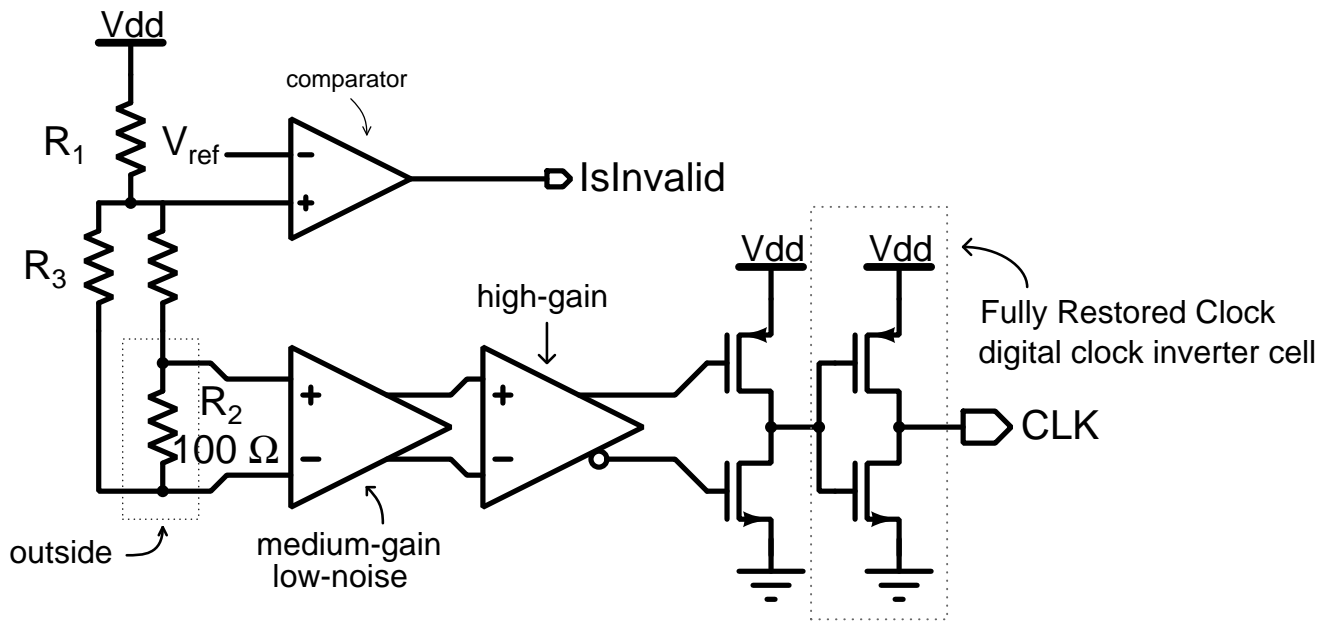 Vdd
comparator
R1
Vref
IsInvalid
R3
Vdd
Vdd
high-gain
Fully Restored Clock
digital clock inverter cell
R2
100 Ω
CLK
outside
medium-gain
low-noise